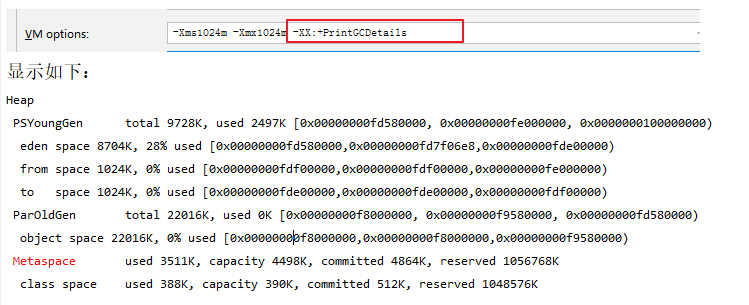 VM options: -Xms1024m -Xmx1024m -XX:+PrintGCDetails
显示如下：
Heap
PSYoungGen total 9728K, used 2497K [0x00000000fd580000, 0x00000000fe000000, 0x0000000100000000)
eden space 8704K, 28% used [0x00000000fd580000,0x00000000fd7f06e8,0x00000000fde00000)
from space 1024K, 0% used [0x00000000fdf00000,0x00000000fdf00000,0x00000000fe000000)
to space 1024K, 0% used [0x00000000fde00000,0x00000000fde00000,0x00000000fdf00000)
ParOldGen total 22016K, used 0K [0x00000000f8000000, 0x00000000f9580000, 0x00000000fd580000)
object space 22016K, 0% used [0x00000000f8000000,0x00000000f8000000,0x00000000f9580000)
Metaspace used 3511K, capacity 4498K, committed 4864K, reserved 1056768K
class space used 388K, capacity 390K, committed 512K, reserved 1048576K